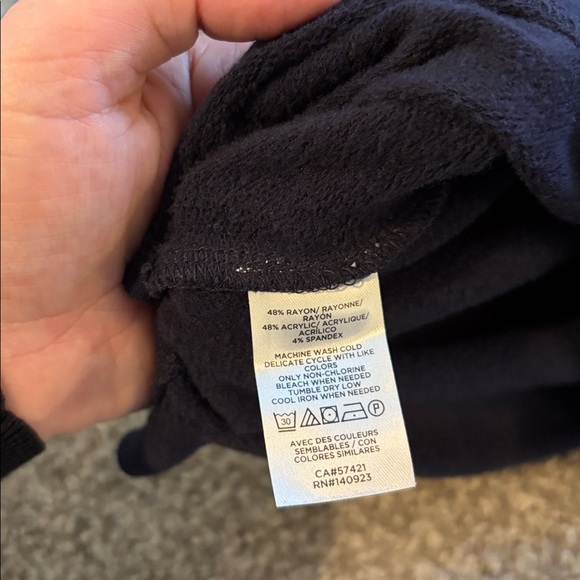 48% RAYON/ RAYONNE/
RAYÓN
48% ACRYLIC/ ACRYLIQUE/
ACRÍLICO
4% SPANDEX
MACHINE WASH COLD
DELICATE CYCLE WITH LIKE
COLORS
ONLY NON-CHLORINE
BLEACH WHEN NEEDED
TUMBLE DRY LOW
COOL IRON WHEN NEEDED
30 P
AVEC DES COULEURS
SEMBLABLES / CON
COLORES SIMILARES
CA#57421
RN#140923